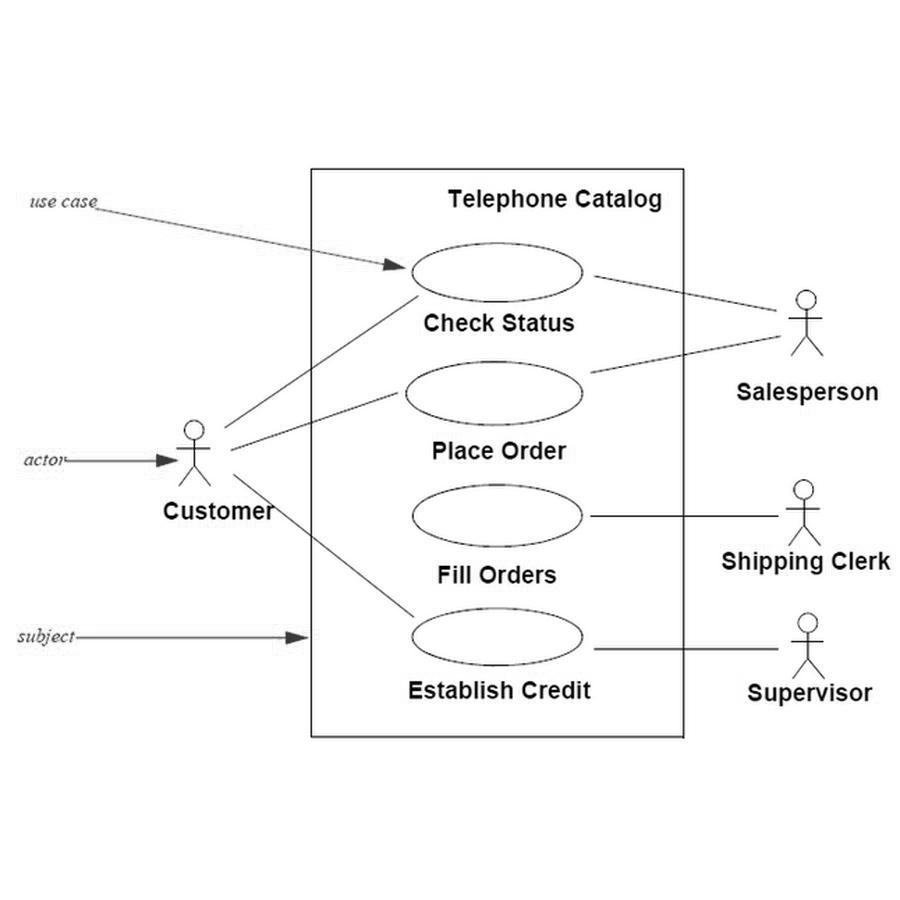 use case
Telephone Catalog
Check Status
Salesperson
Place Order
actor
Customer
Shipping Clerk
Fill Orders
subject
Establish Credit
Supervisor